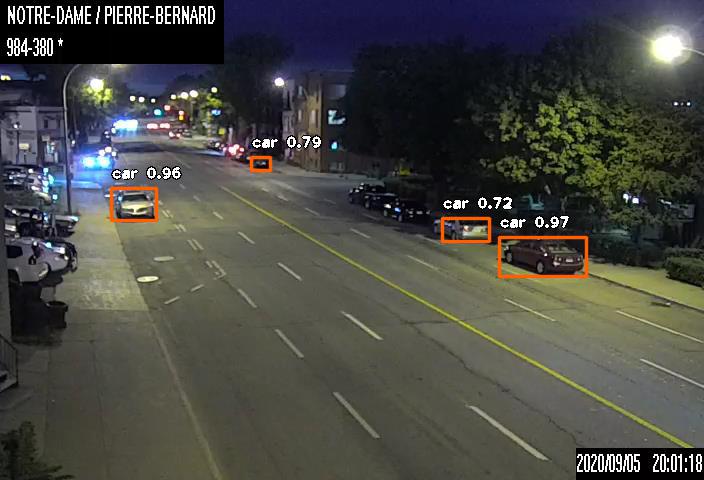 NOTRE-DAME / PIERRE-BERNARD
984-380 *
car 0.79
car 0.96
car 0.72
car 0.97
2020/09/05 20:01:18